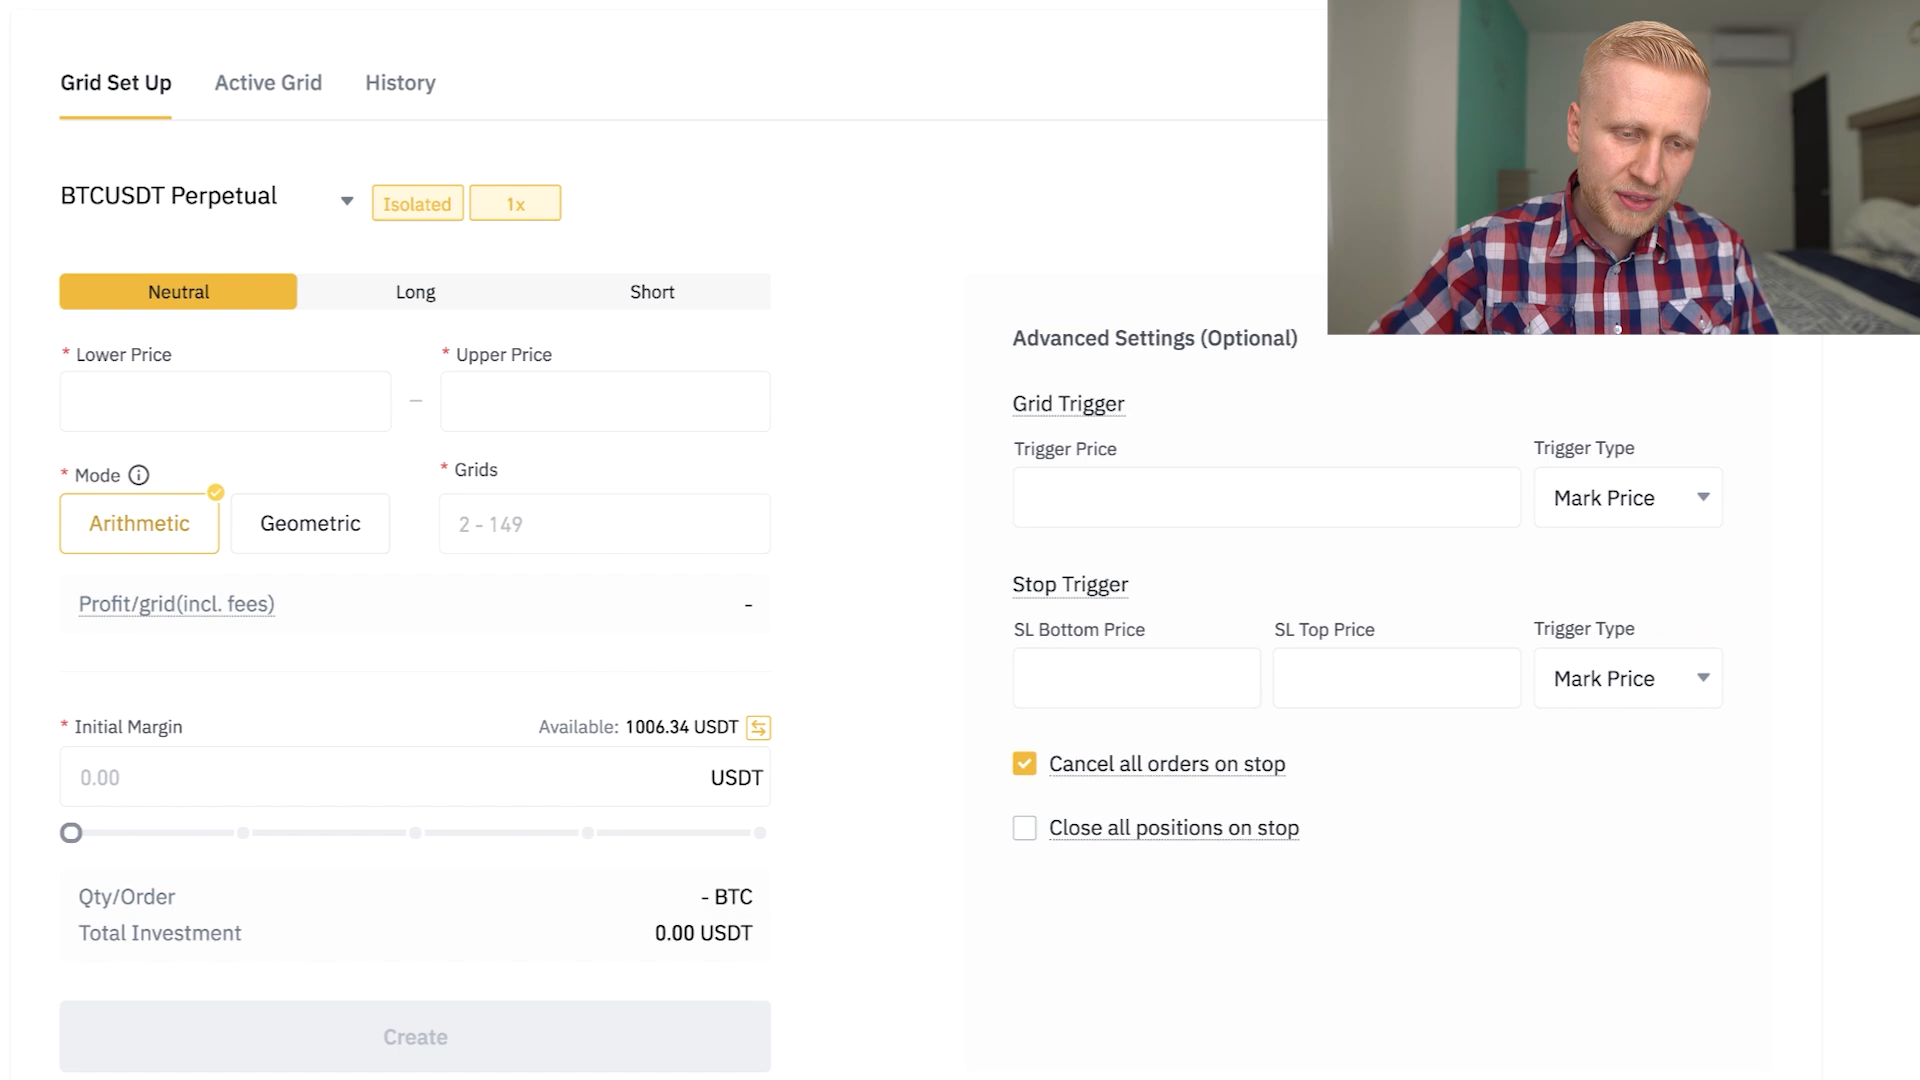 Grid Set Up Active Grid History
BTCUSDT Perpetual Isolated 1x
Neutral Long Short
* Lower Price * Upper Price
–
* Mode * Grids
Arithmetic Geometric 2 - 149
Profit/grid(incl. fees) -
* Initial Margin Available: 1006.34 USDT
0.00 USDT
Qty/Order - BTC
Total Investment 0.00 USDT
Create
Advanced Settings (Optional)
Grid Trigger
Trigger Price Trigger Type
Mark Price
Stop Trigger
SL Bottom Price SL Top Price Trigger Type
Mark Price
Cancel all orders on stop
Close all positions on stop